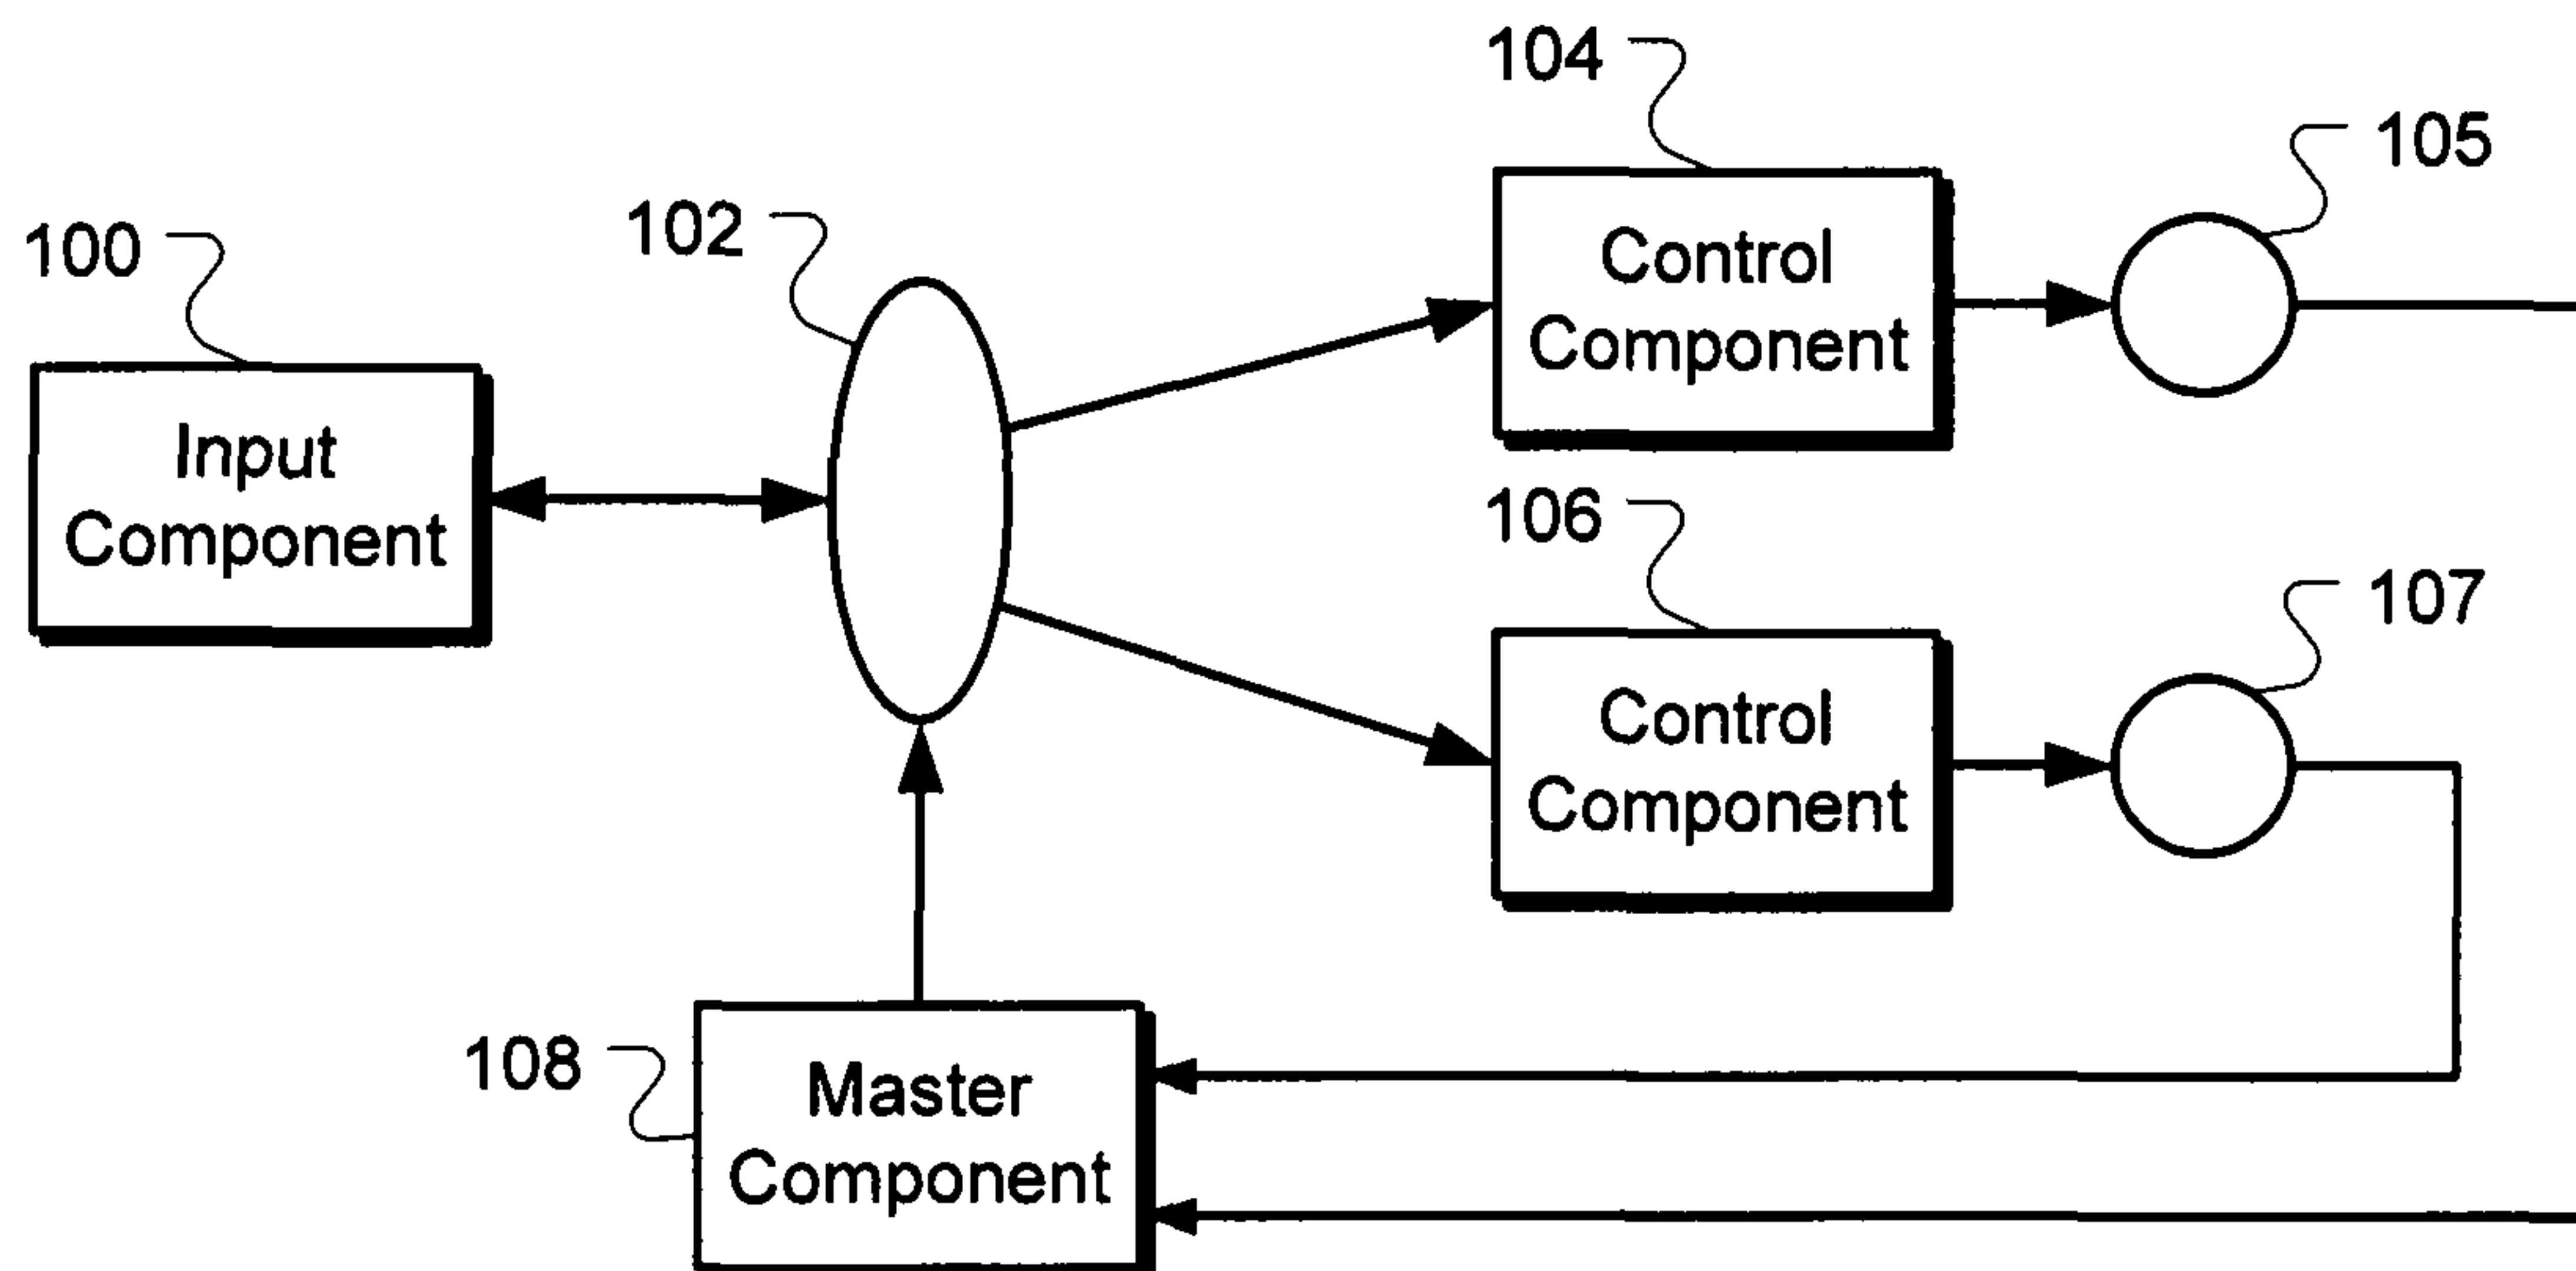 104
105
Control
Component
102
100
Input
Component
106
107
Control
Component
108
Master
Component